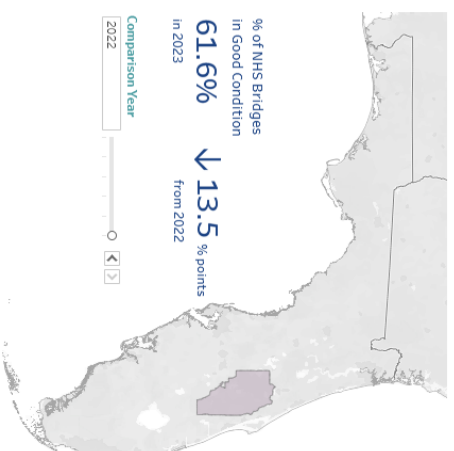 % of NHS Bridges
in Good Condition
61.6%
in 2023
↓ 13.5 % points
from 2022
Comparison Year
2022